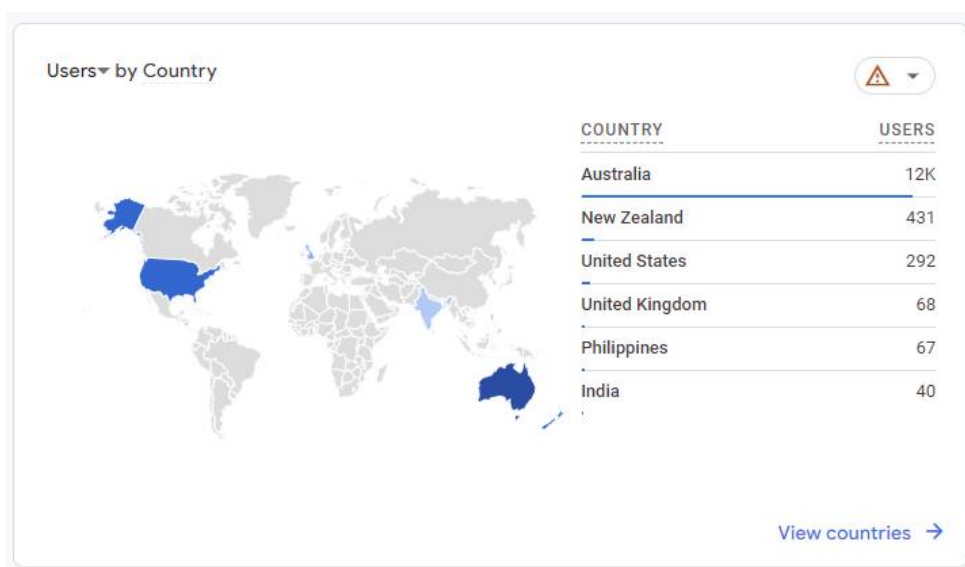 Users by Country
COUNTRY USERS
Australia 12K
New Zealand 431
United States 292
United Kingdom 68
Philippines 67
India 40
View countries